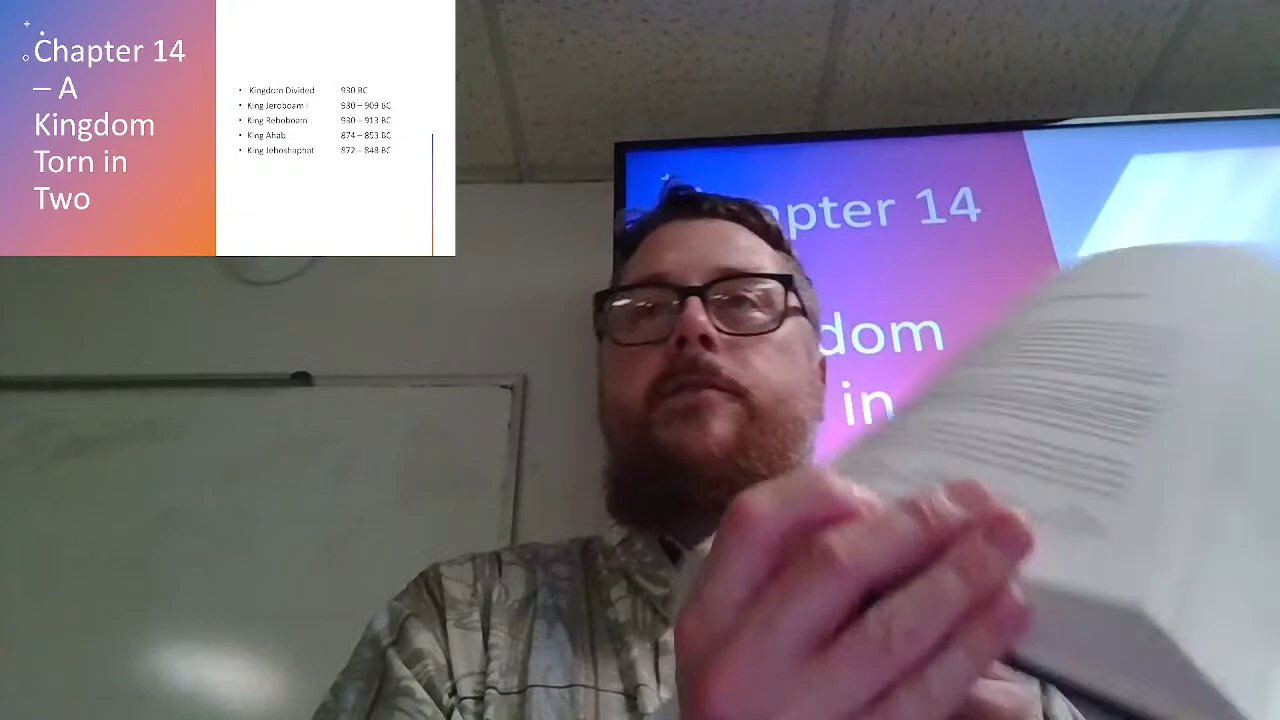 Chapter 14
– A
Kingdom
Torn in
Two
• Kingdom Divided 930 BC
• King Jeroboam I 930 – 909 BC
• King Rehoboam 930 – 913 BC
• King Ahab 874 – 853 BC
• King Jehoshaphat 872 – 848 BC
apter 14
dom
in